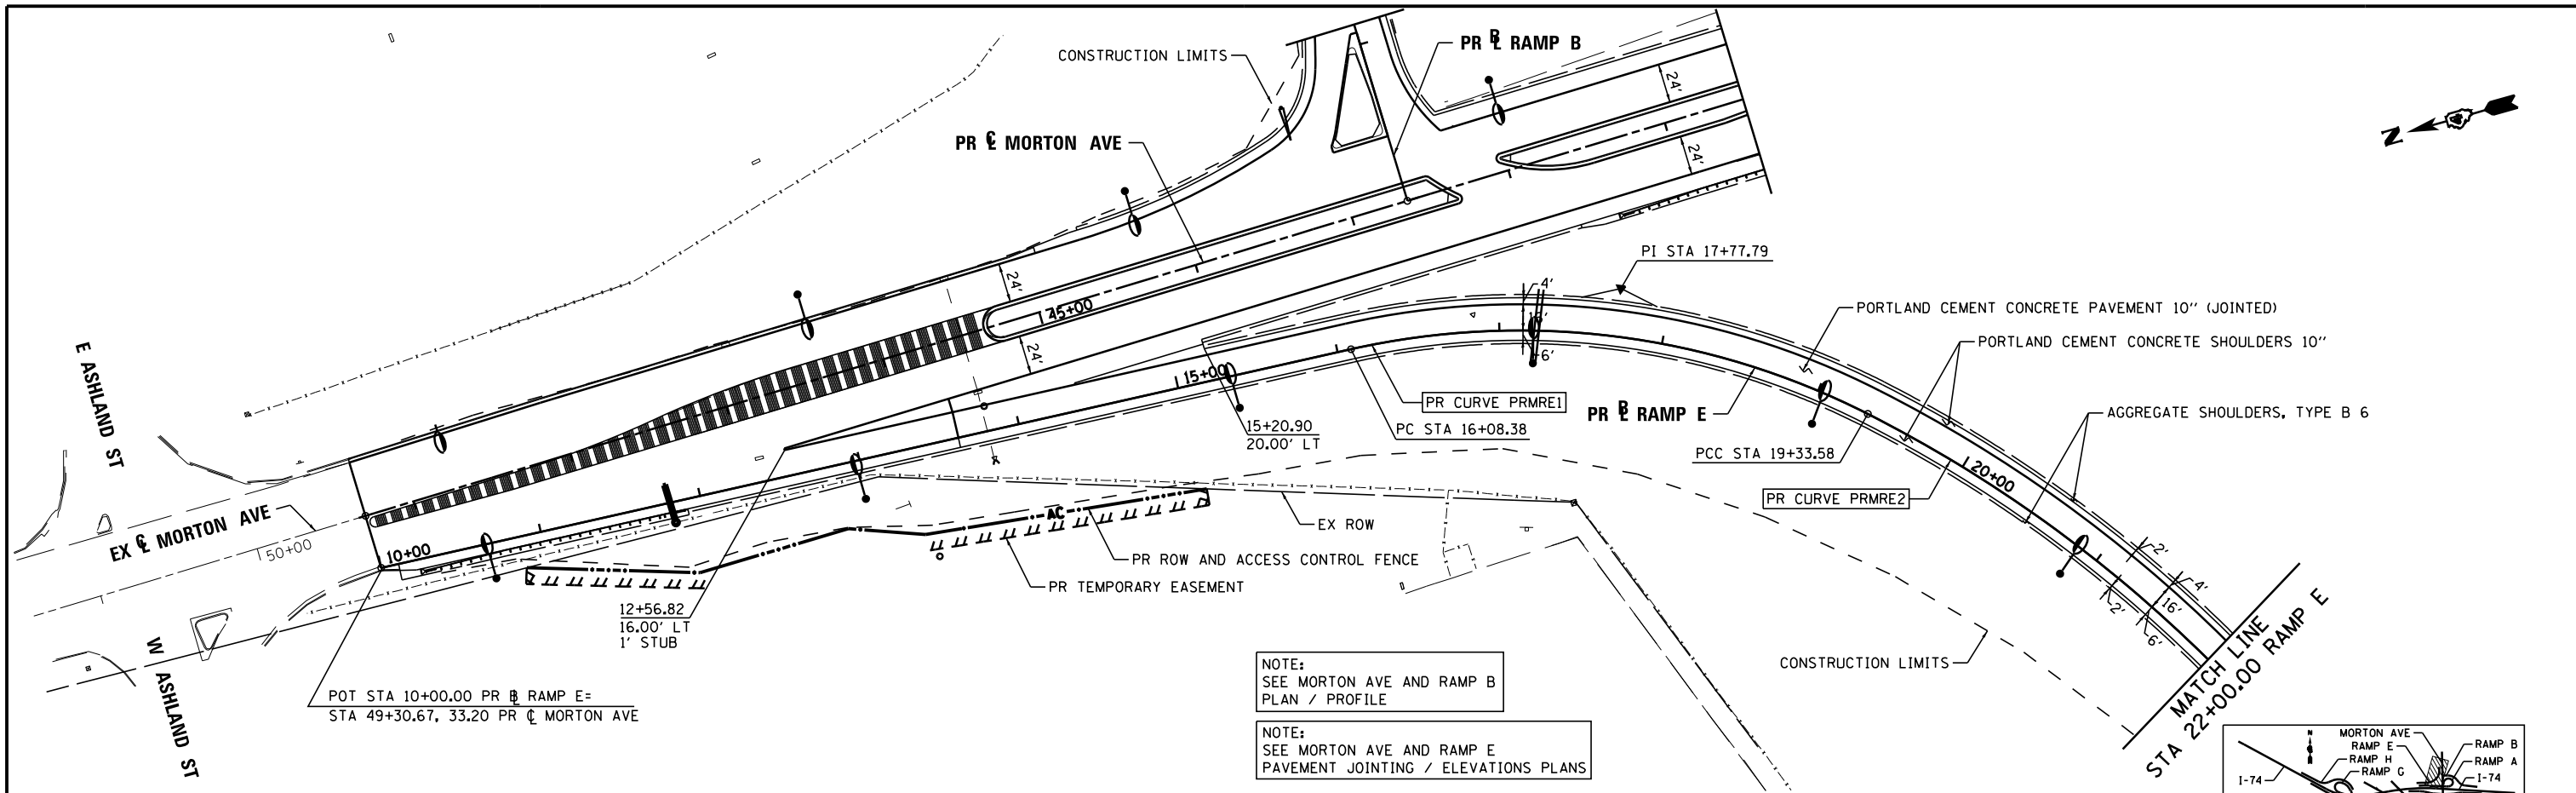 CONSTRUCTION LIMITS
PR ℄ MORTON AVE
PR BL RAMP B
24'
24'
N
PI STA 17+77.79
PORTLAND CEMENT CONCRETE PAVEMENT 10" (JOINTED)
PORTLAND CEMENT CONCRETE SHOULDERS 10"
AGGREGATE SHOULDERS, TYPE B 6
24'
45+00
24'
4'
6'
15+00
15+20.90
20.00' LT
PR CURVE PRMRE1
PC STA 16+08.38
PR BL RAMP E
PCC STA 19+33.58
20+00
PR CURVE PRMRE2
E ASHLAND ST
EX ℄ MORTON AVE
50+00
10+00
W ASHLAND ST
AC
EX ROW
PR ROW AND ACCESS CONTROL FENCE
PR TEMPORARY EASEMENT
12+56.82
16.00' LT
1' STUB
POT STA 10+00.00 PR BL RAMP E=
STA 49+30.67, 33.20 PR ℄ MORTON AVE
NOTE:
SEE MORTON AVE AND RAMP B
PLAN / PROFILE
NOTE:
SEE MORTON AVE AND RAMP E
PAVEMENT JOINTING / ELEVATIONS PLANS
CONSTRUCTION LIMITS
2'
4'
16'
2'
6'
MATCH LINE
STA 22+00.00 RAMP E
N
MORTON AVE
RAMP E
RAMP H
RAMP G
I-74
RAMP B
RAMP A
I-74